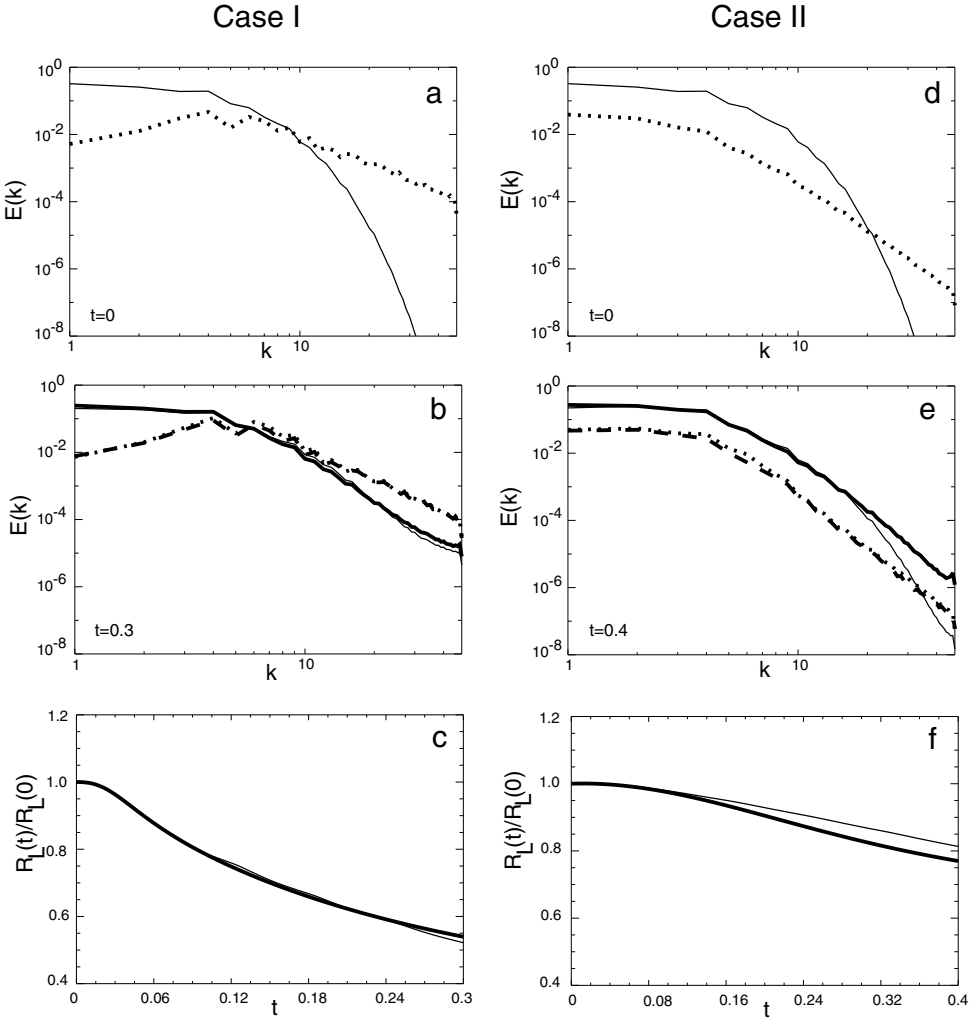 Case I
Case II
a
10^0
10^-2
10^-4
10^-6
10^-8
E(k)
t=0
1
10
k
d
10^0
10^-2
10^-4
10^-6
10^-8
E(k)
t=0
1
10
k
b
10^0
10^-2
10^-4
10^-6
10^-8
E(k)
t=0.3
1
10
k
e
10^0
10^-2
10^-4
10^-6
10^-8
E(k)
t=0.4
1
10
k
c
1.2
1.0
0.8
0.6
0.4
R_L(t)/R_L(0)
0
0.06
0.12
0.18
0.24
0.3
t
f
1.2
1.0
0.8
0.6
0.4
R_L(t)/R_L(0)
0
0.08
0.16
0.24
0.32
0.4
t